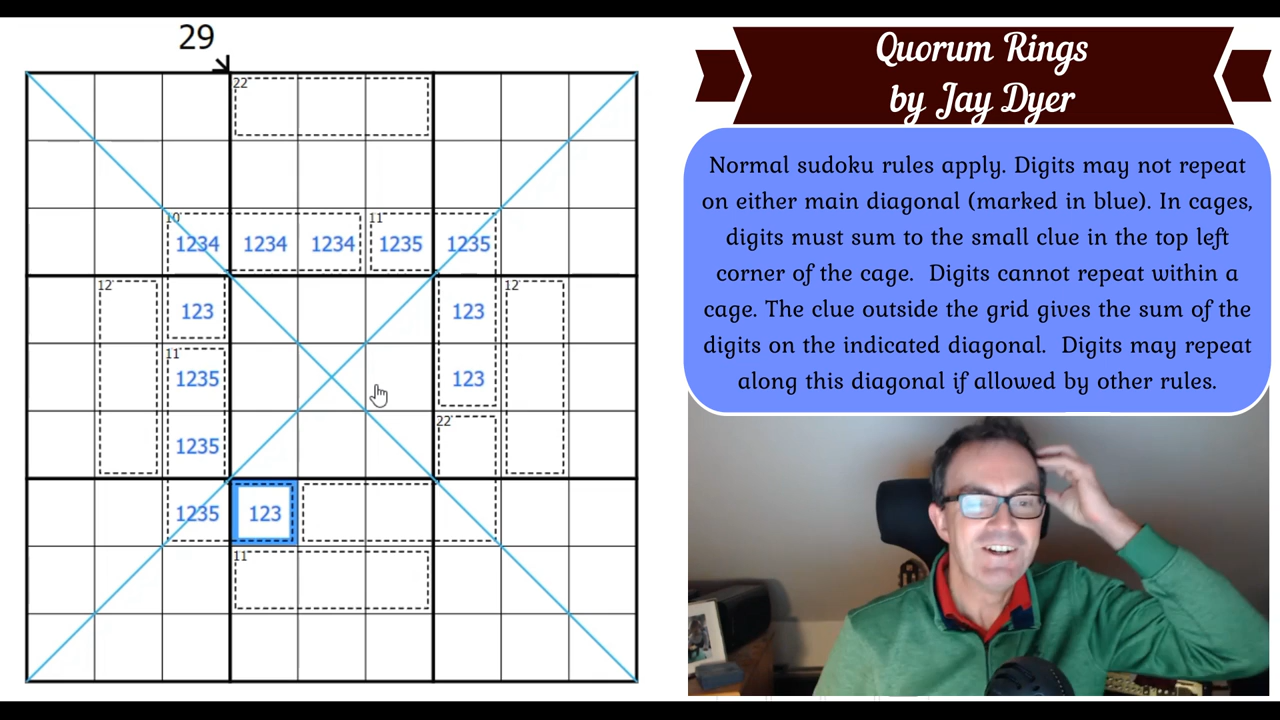 29
Quorum Rings
by Jay Dyer
Normal sudoku rules apply. Digits may not repeat
on either main diagonal (marked in blue). In cages,
digits must sum to the small clue in the top left
corner of the cage. Digits cannot repeat within a
cage. The clue outside the grid gives the sum of the
digits on the indicated diagonal. Digits may repeat
along this diagonal if allowed by other rules.
22
10 11
1234 1234 1234 1235 1235
12 12
123 123
11
1235 123
22
1235
1235 123
11